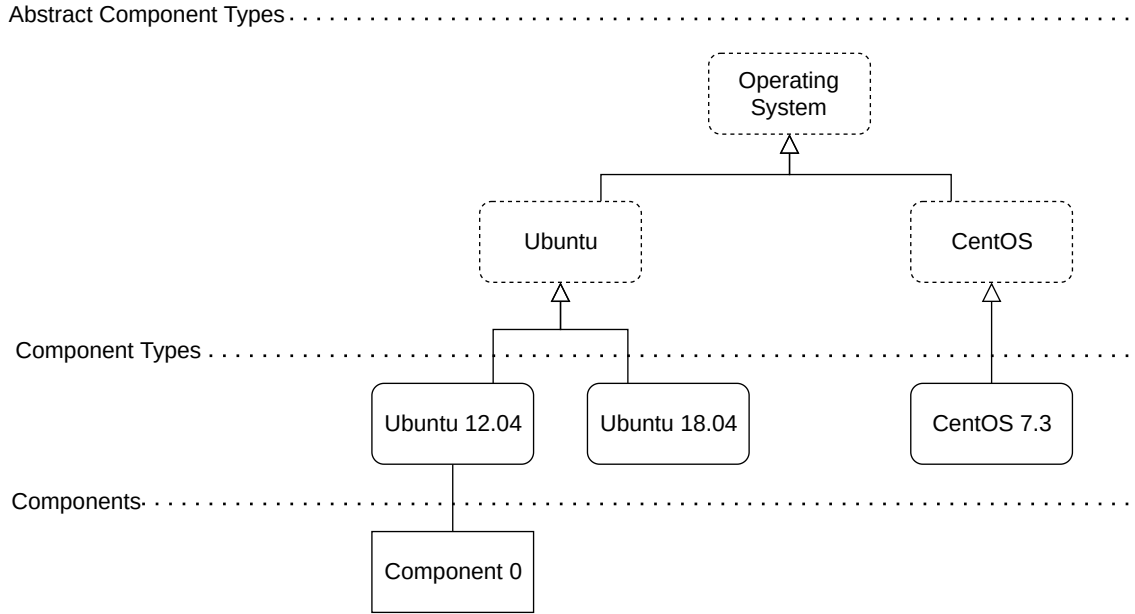 Abstract Component Types
Operating
System
Ubuntu
CentOS
Component Types
Ubuntu 12.04
Ubuntu 18.04
CentOS 7.3
Components
Component 0